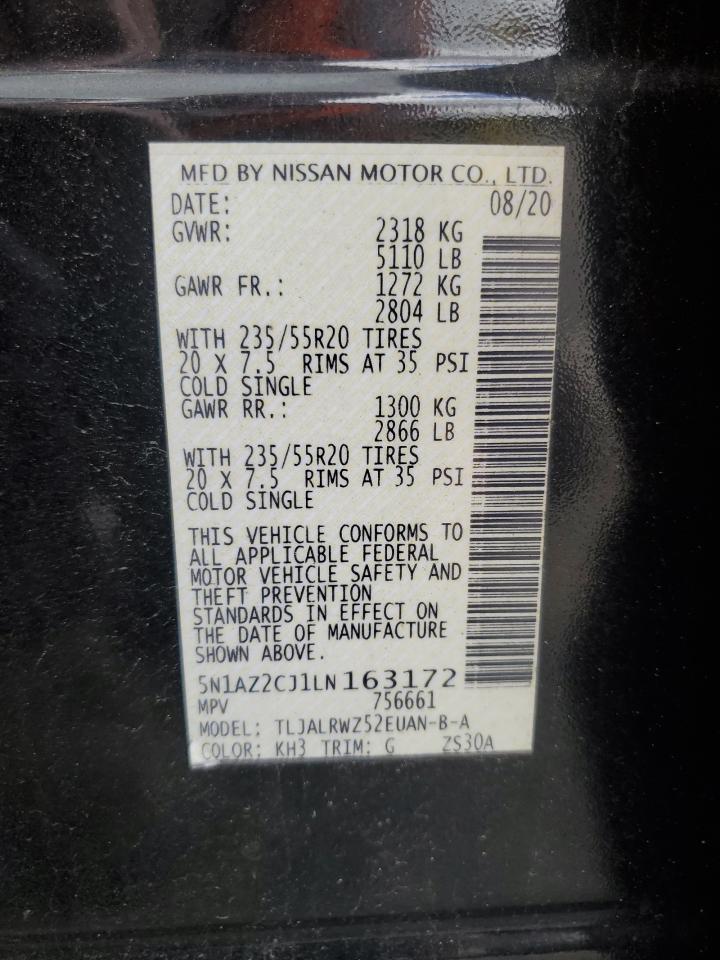 MFD BY NISSAN MOTOR CO., LTD.
DATE: 08/20
GVWR: 2318 KG
5110 LB
GAWR FR.: 1272 KG
2804 LB
WITH 235/55R20 TIRES
20 X 7.5 RIMS AT 35 PSI
COLD SINGLE
GAWR RR.: 1300 KG
2866 LB
WITH 235/55R20 TIRES
20 X 7.5 RIMS AT 35 PSI
COLD SINGLE
THIS VEHICLE CONFORMS TO
ALL APPLICABLE FEDERAL
MOTOR VEHICLE SAFETY AND
THEFT PREVENTION
STANDARDS IN EFFECT ON
THE DATE OF MANUFACTURE
SHOWN ABOVE.
5N1AZ2CJ1LN163172
MPV 756661
MODEL: TLJALRWZ52EUAN-B-A
COLOR: KH3 TRIM: G ZS30A